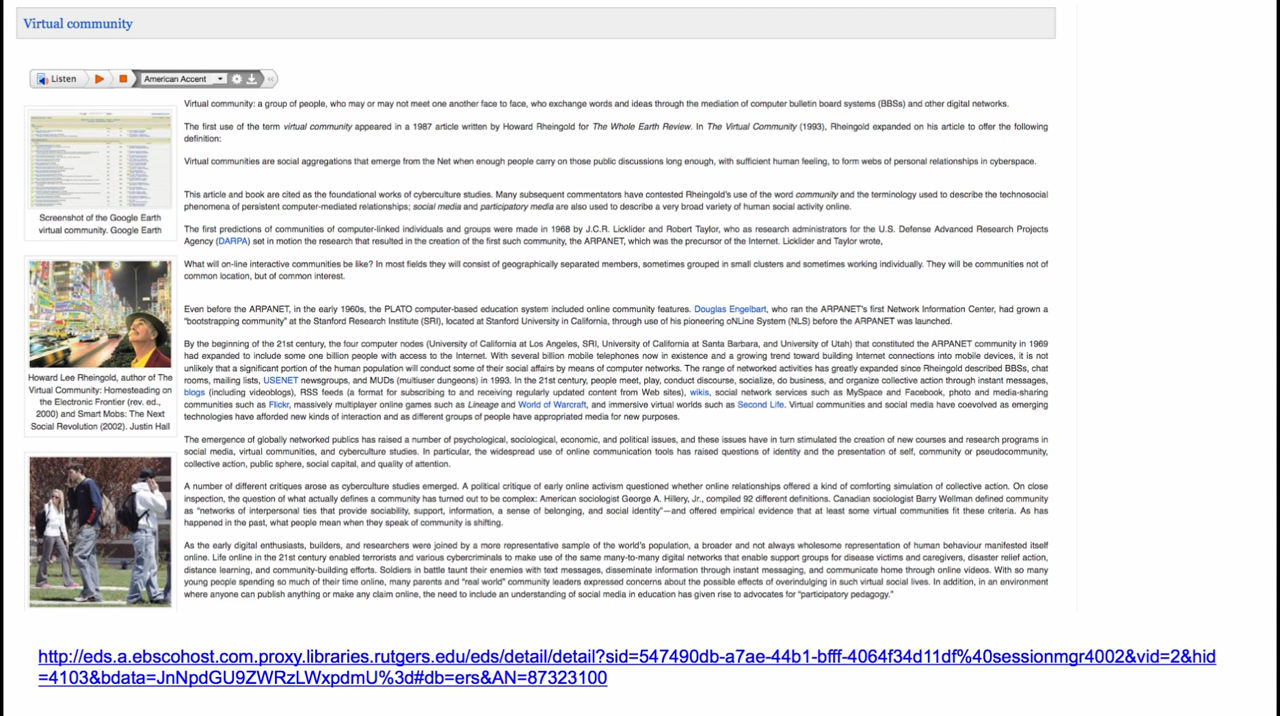 Virtual community
Listen
American Accent
Virtual community: a group of people, who may or may not meet one another face to face, who exchange words and ideas through the mediation of computer bulletin board systems (BBSs) and other digital networks.
The first use of the term virtual community appeared in a 1987 article written by Howard Rheingold for The Whole Earth Review. In The Virtual Community (1993), Rheingold expanded on his article to offer the following
definition:
Virtual communities are social aggregations that emerge from the Net when enough people carry on those public discussions long enough, with sufficient human feeling, to form webs of personal relationships in cyberspace.
This article and book are cited as the foundational works of cyberculture studies. Many subsequent commentators have contested Rheingold's use of the word community and the terminology used to describe the technosocial
phenomena of persistent computer-mediated relationships; social media and participatory media are also used to describe a very broad variety of human social activity online.
Screenshot of the Google Earth
virtual community. Google Earth
The first predictions of communities of computer-linked individuals and groups were made in 1968 by J.C.R. Licklider and Robert Taylor, who as research administrators for the U.S. Defense Advanced Research Projects
Agency (DARPA) set in motion the research that resulted in the creation of the first such community, the ARPANET, which was the precursor of the Internet. Licklider and Taylor wrote,
What will on-line interactive communities be like? In most fields they will consist of geographically separated members, sometimes grouped in small clusters and sometimes working individually. They will be communities not of
common location, but of common interest.
Even before the ARPANET, in the early 1960s, the PLATO computer-based education system included online community features. Douglas Engelbart, who ran the ARPANET's first Network Information Center, had grown a
"bootstrapping community" at the Stanford Research Institute (SRI), located at Stanford University in California, through use of his pioneering oNLine System (NLS) before the ARPANET was launched.
By the beginning of the 21st century, the four computer nodes (University of California at Los Angeles, SRI, University of California at Santa Barbara, and University of Utah) that constituted the ARPANET community in 1969
had expanded to include some one billion people with access to the Internet. With several billion mobile telephones now in existence and a growing trend toward building Internet connections into mobile devices, it is not
unlikely that a significant portion of the human population will conduct some of their social affairs by means of computer networks. The range of networked activities has greatly expanded since Rheingold described BBSs, chat
rooms, mailing lists, USENET newsgroups, and MUDs (multiuser dungeons) in 1993. In the 21st century, people meet, play, conduct discourse, socialize, do business, and organize collective action through instant messages,
blogs (including videoblogs), RSS feeds (a format for subscribing to and receiving regularly updated content from Web sites), wikis, social network services such as MySpace and Facebook, photo and media-sharing
communities such as Flickr, massively multiplayer online games such as Lineage and World of Warcraft, and immersive virtual worlds such as Second Life. Virtual communities and social media have coevolved as emerging
technologies have afforded new kinds of interaction and as different groups of people have appropriated media for new purposes.
Howard Lee Rheingold, author of The
Virtual Community: Homesteading on
the Electronic Frontier (rev. ed.,
2000) and Smart Mobs: The Next
Social Revolution (2002). Justin Hall
The emergence of globally networked publics has raised a number of psychological, sociological, economic, and political issues, and these issues have in turn stimulated the creation of new courses and research programs in
social media, virtual communities, and cyberculture studies. In particular, the widespread use of online communication tools has raised questions of identity and the presentation of self, community or pseudocommunity,
collective action, public sphere, social capital, and quality of attention.
A number of different critiques arose as cyberculture studies emerged. A political critique of early online activism questioned whether online relationships offered a kind of comforting simulation of collective action. On close
inspection, the question of what actually defines a community has turned out to be complex: American sociologist George A. Hillery, Jr., compiled 92 different definitions. Canadian sociologist Barry Wellman defined community
as "networks of interpersonal ties that provide sociability, support, information, a sense of belonging, and social identity"—and offered empirical evidence that at least some virtual communities fit these criteria. As has
happened in the past, what people mean when they speak of community is shifting.
As the early digital enthusiasts, builders, and researchers were joined by a more representative sample of the world's population, a broader and not always wholesome representation of human behaviour manifested itself
online. Life online in the 21st century enabled terrorists and various cybercriminals to make use of the same many-to-many digital networks that enable support groups for disease victims and caregivers, disaster relief action,
distance learning, and community-building efforts. Soldiers in battle taunt their enemies with text messages, disseminate information through instant messaging, and communicate home through online videos. With so many
young people spending so much of their time online, many parents and "real world" community leaders expressed concerns about the possible effects of overindulging in such virtual social lives. In addition, in an environment
where anyone can publish anything or make any claim online, the need to include an understanding of social media in education has given rise to advocates for "participatory pedagogy."
http://eds.a.ebscohost.com.proxy.libraries.rutgers.edu/eds/detail/detail?sid=547490db-a7ae-44b1-bfff-4064f34d11df%40sessionmgr4002&vid=2&hid
=4103&bdata=JnNpdGU9ZWRzLWxpdmU%3d#db=ers&AN=87323100